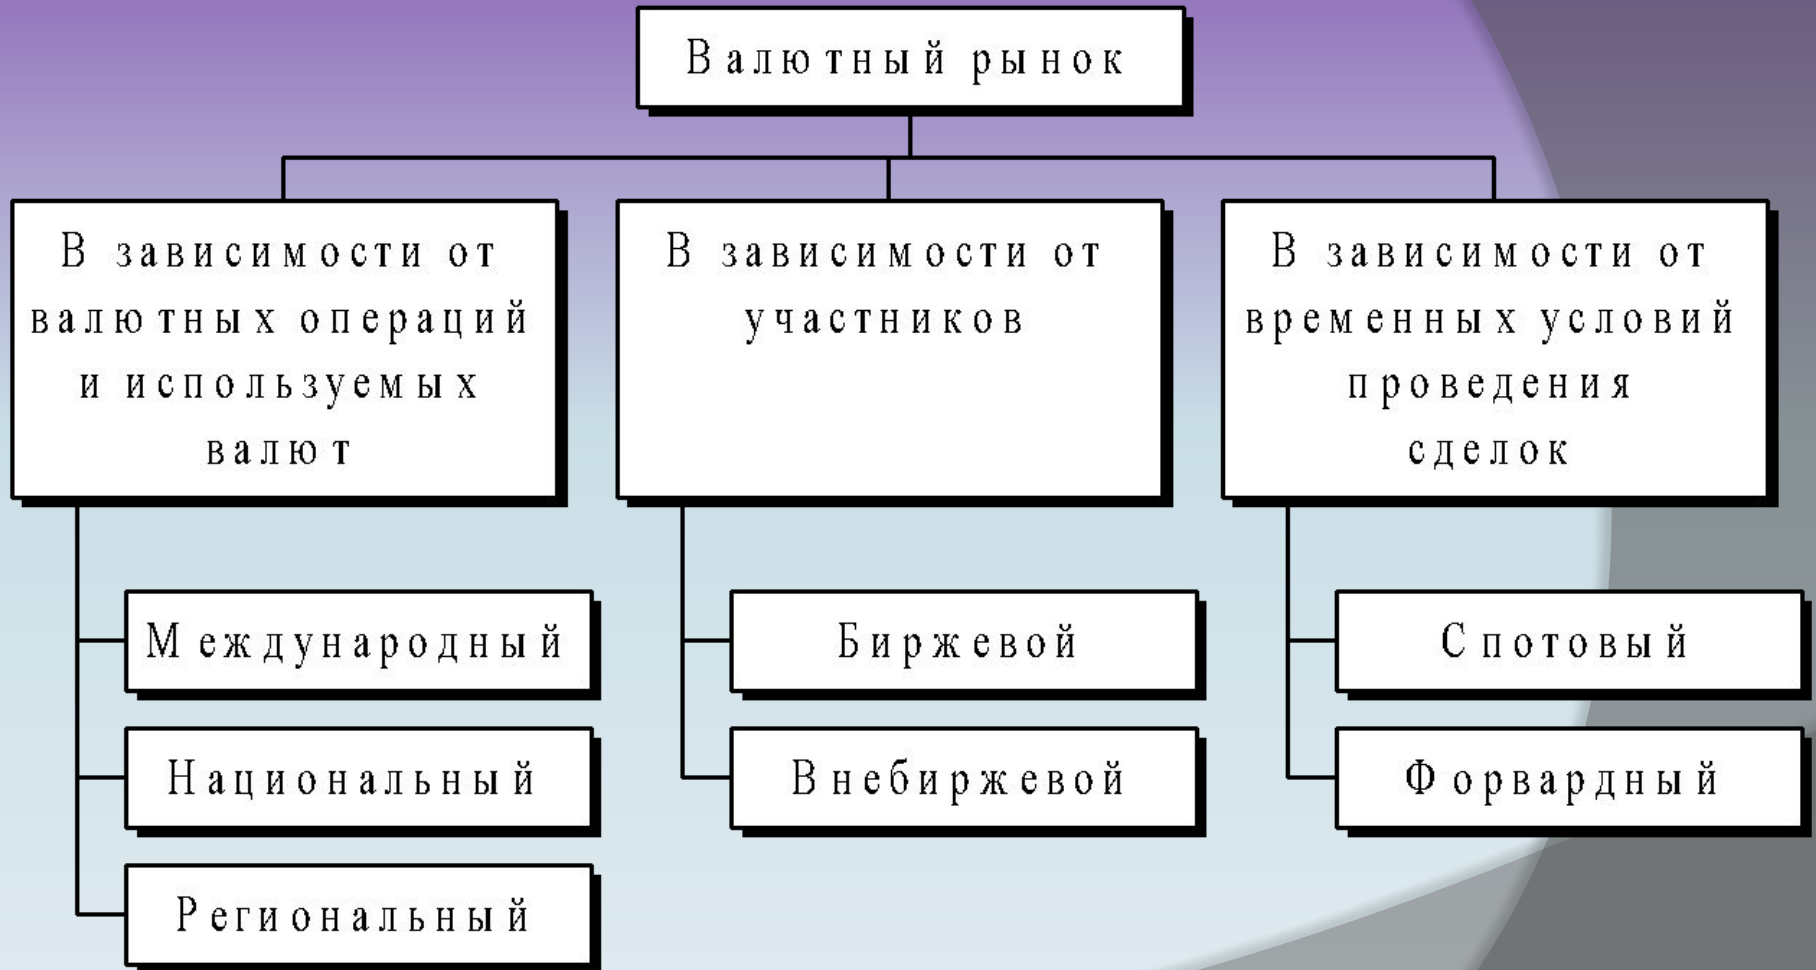 Валютный рынок
В зависимости от
валютных операций
и используемых
валют
Международный
Национальный
Региональный
В зависимости от
участников
Биржевой
Внебиржевой
В зависимости от
временных условий
проведения
сделок
Спотовый
Форвардный